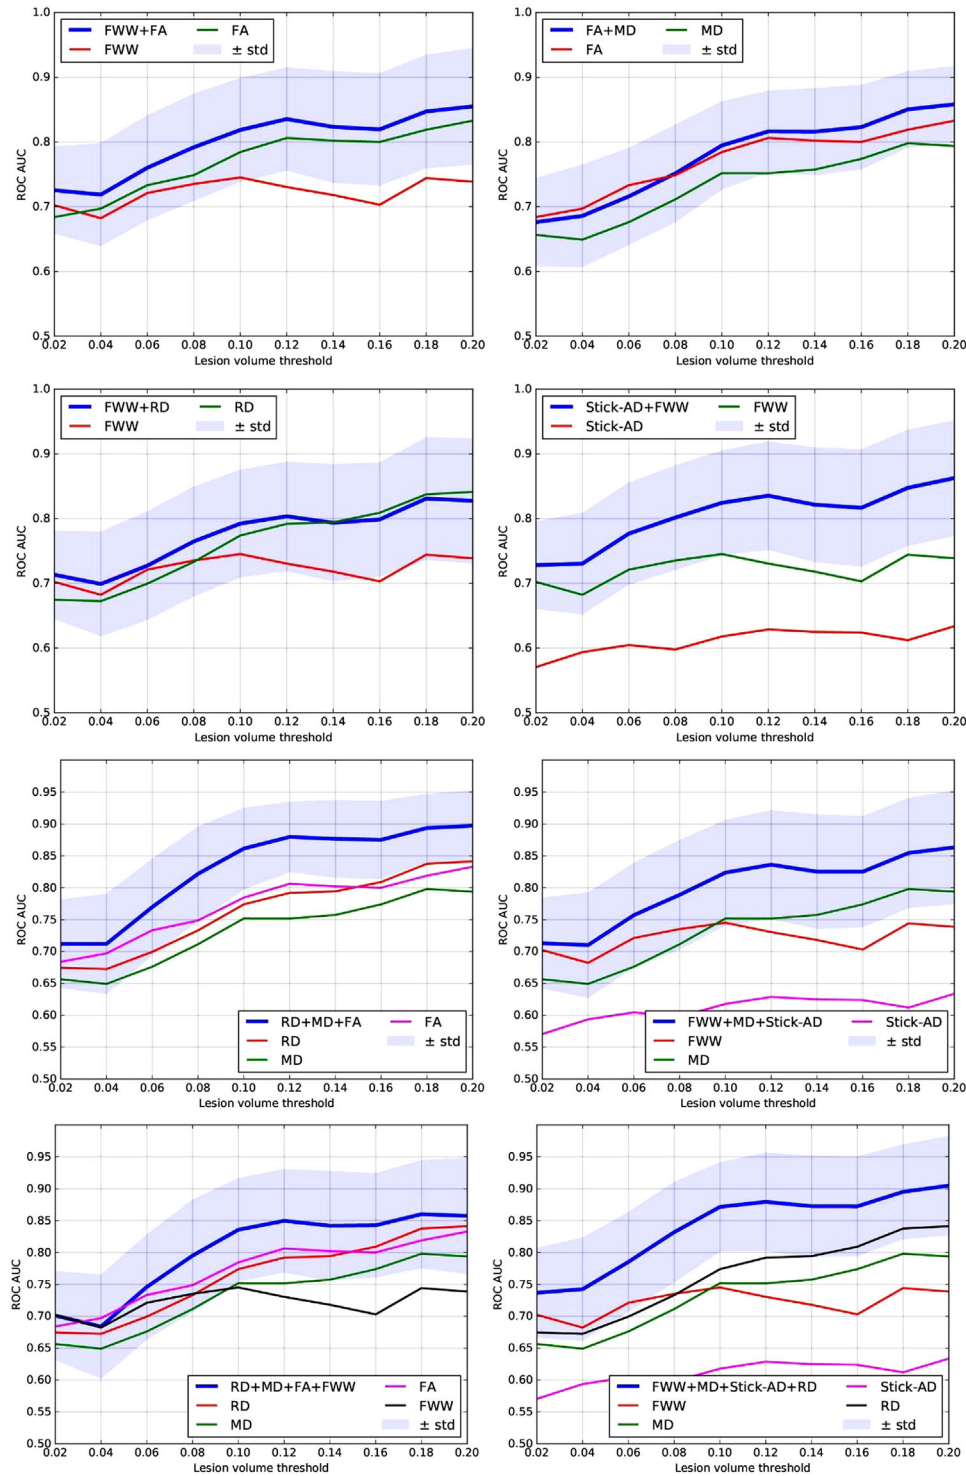 FWW+FA FA
FWW ± std
ROC AUC
1.0
0.9
0.8
0.7
0.6
0.5
0.02 0.04 0.06 0.08 0.10 0.12 0.14 0.16 0.18 0.20
Lesion volume threshold
FA+MD MD
FA ± std
ROC AUC
1.0
0.9
0.8
0.7
0.6
0.5
0.02 0.04 0.06 0.08 0.10 0.12 0.14 0.16 0.18 0.20
Lesion volume threshold
FWW+RD RD
FWW ± std
ROC AUC
1.0
0.9
0.8
0.7
0.6
0.5
0.02 0.04 0.06 0.08 0.10 0.12 0.14 0.16 0.18 0.20
Lesion volume threshold
Stick-AD+FWW FWW
Stick-AD ± std
ROC AUC
1.0
0.9
0.8
0.7
0.6
0.5
0.02 0.04 0.06 0.08 0.10 0.12 0.14 0.16 0.18 0.20
Lesion volume threshold
ROC AUC
0.95
0.90
0.85
0.80
0.75
0.70
0.65
0.60
0.55
0.50
RD+MD+FA FA
RD ± std
MD
0.02 0.04 0.06 0.08 0.10 0.12 0.14 0.16 0.18 0.20
Lesion volume threshold
ROC AUC
0.95
0.90
0.85
0.80
0.75
0.70
0.65
0.60
0.55
0.50
FWW+MD+Stick-AD Stick-AD
FWW ± std
MD
0.02 0.04 0.06 0.08 0.10 0.12 0.14 0.16 0.18 0.20
Lesion volume threshold
ROC AUC
0.95
0.90
0.85
0.80
0.75
0.70
0.65
0.60
0.55
0.50
RD+MD+FA+FWW FA
RD FWW
MD ± std
0.02 0.04 0.06 0.08 0.10 0.12 0.14 0.16 0.18 0.20
Lesion volume threshold
ROC AUC
0.95
0.90
0.85
0.80
0.75
0.70
0.65
0.60
0.55
0.50
FWW+MD+Stick-AD+RD Stick-AD
FWW RD
MD ± std
0.02 0.04 0.06 0.08 0.10 0.12 0.14 0.16 0.18 0.20
Lesion volume threshold